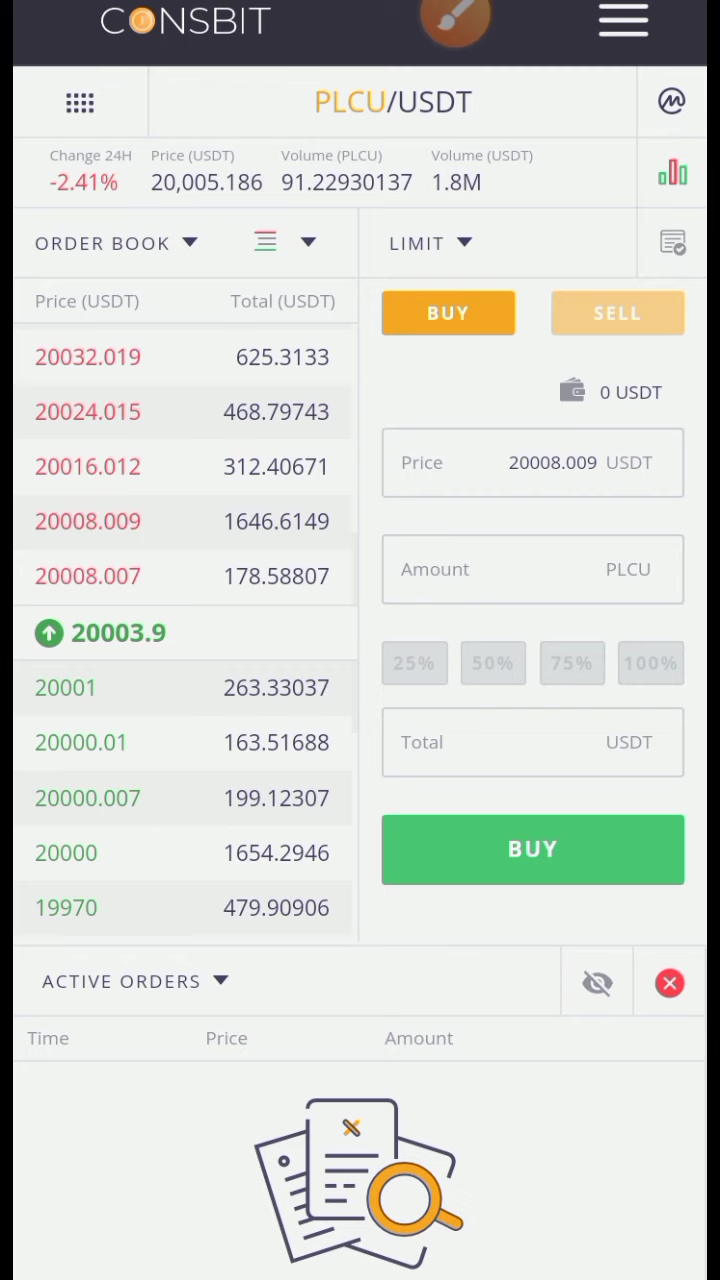 CONSBIT
PLCU/USDT
Change 24H Price (USDT) Volume (PLCU) Volume (USDT)
-2.41% 20,005.186 91.22930137 1.8M
ORDER BOOK LIMIT
Price (USDT) Total (USDT)
BUY SELL
20032.019 625.3133
0 USDT
20024.015 468.79743
20016.012 312.40671
Price 20008.009 USDT
20008.009 1646.6149
20008.007 178.58807
Amount PLCU
20003.9
25% 50% 75% 100%
20001 263.33037
20000.01 163.51688
Total USDT
20000.007 199.12307
20000 1654.2946
BUY
19970 479.90906
ACTIVE ORDERS
Time Price Amount